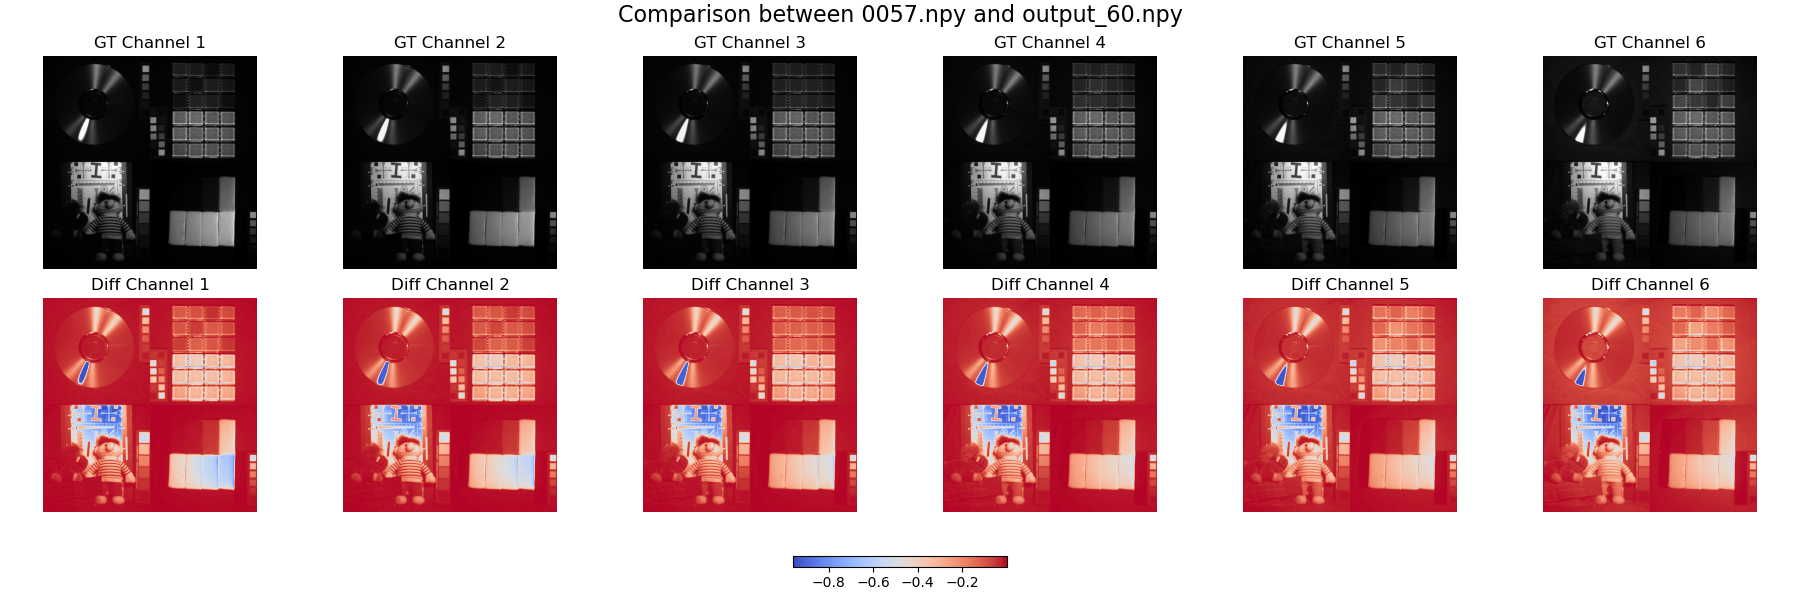 Comparison between 0057.npy and output_60.npy
GT Channel 1
GT Channel 2
GT Channel 3
GT Channel 4
GT Channel 5
GT Channel 6
Diff Channel 1
Diff Channel 2
Diff Channel 3
Diff Channel 4
Diff Channel 5
Diff Channel 6
−0.8 −0.6 −0.4 −0.2